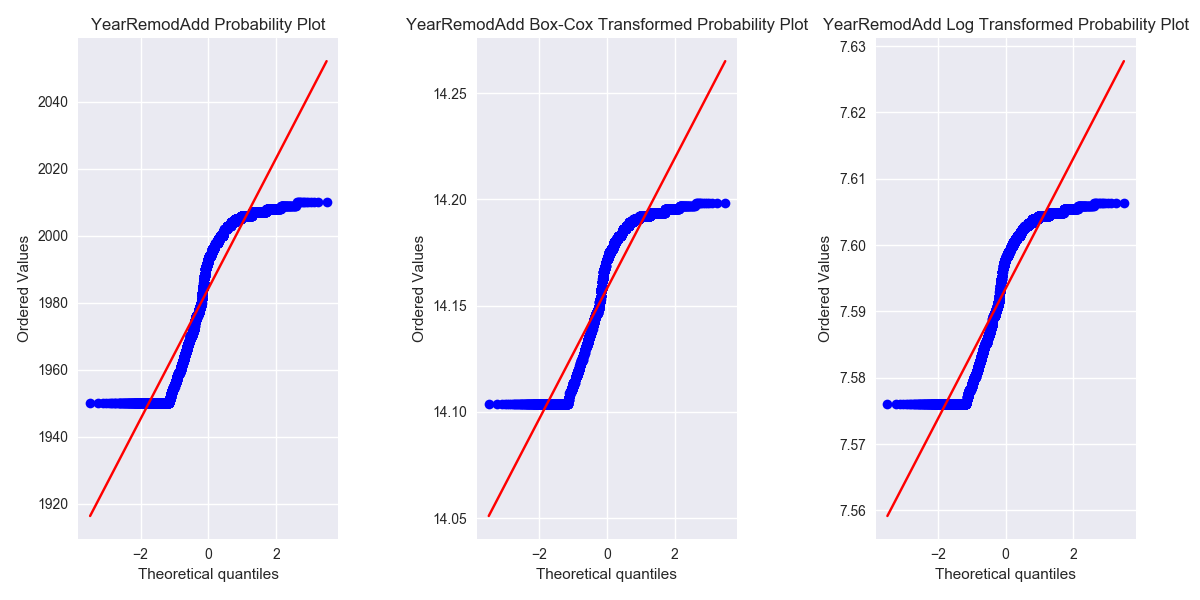 YearRemodAdd Probability Plot
Ordered Values
2040
2020
2000
1980
1960
1940
1920
−2 0 2
Theoretical quantiles
YearRemodAdd Box-Cox Transformed Probability Plot
Ordered Values
14.25
14.20
14.15
14.10
14.05
−2 0 2
Theoretical quantiles
YearRemodAdd Log Transformed Probability Plot
Ordered Values
7.63
7.62
7.61
7.60
7.59
7.58
7.57
7.56
−2 0 2
Theoretical quantiles